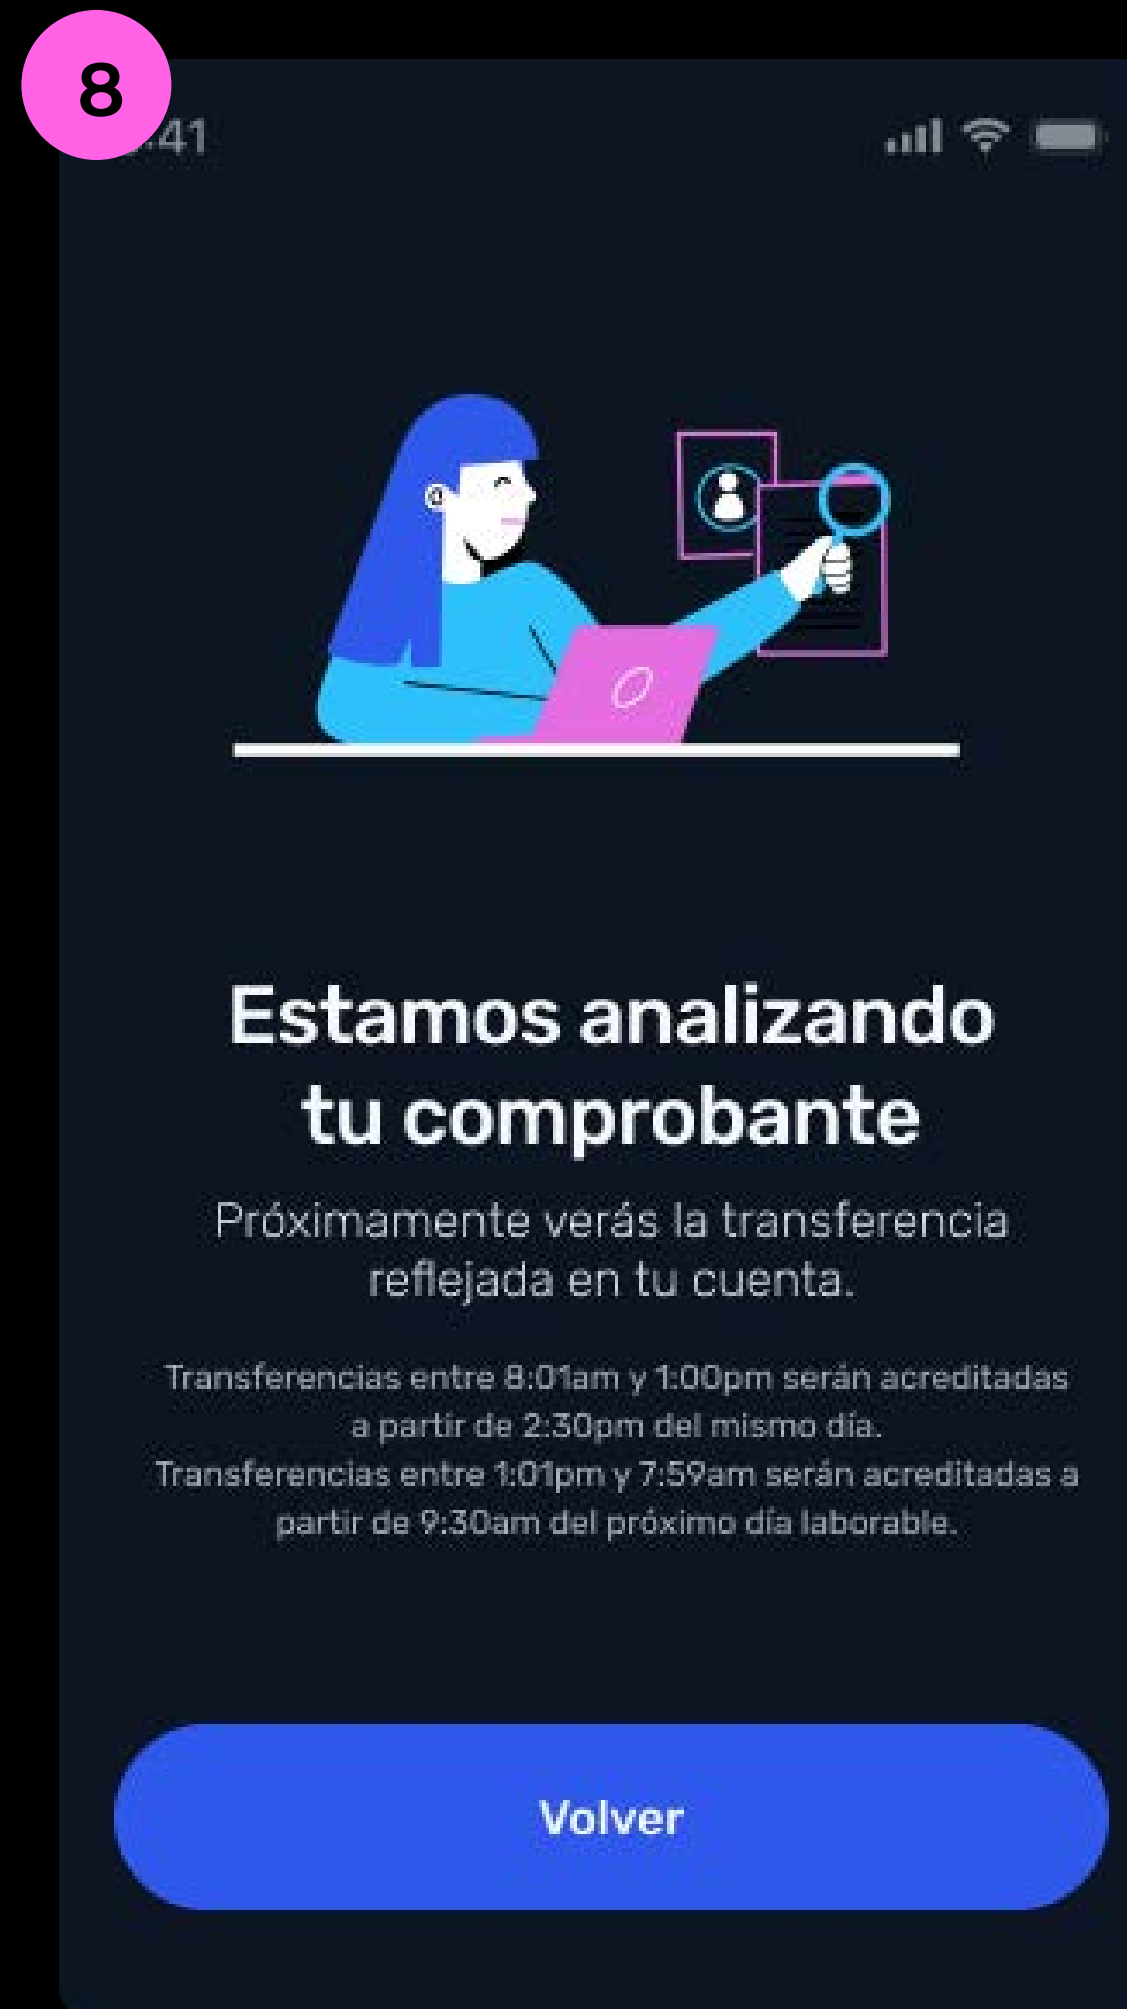 8
:41
Estamos analizando
tu comprobante
Próximamente verás la transferencia
reflejada en tu cuenta.
Transferencias entre 8:01am y 1:00pm serán acreditadas
a partir de 2:30pm del mismo día.
Transferencias entre 1:01pm y 7:59am serán acreditadas a
partir de 9:30am del próximo día laborable.
Volver